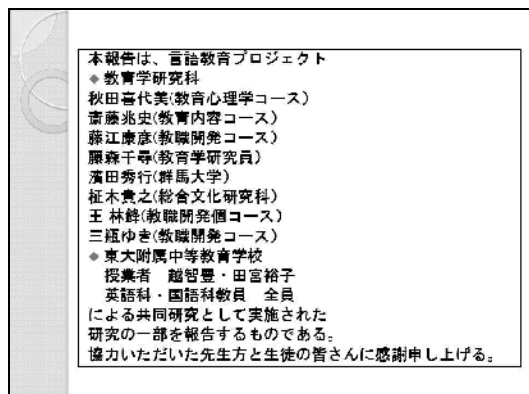 本報告は、言語教育プロジェクト
◆教育学研究科
秋田喜代美(教育心理学コース)
斎藤兆史(教育内容コース)
藤江康彦(教職開発コース)
藤森千尋(教育学研究員)
濱田秀行(群馬大学)
柾木貴之(総合文化研究科)
王 林鋒(教職開発個コース)
三瓶ゆき(教職開発コース)
◆東大附属中等教育学校
授業者　越智豊・田宮裕子
英語科・国語科教員　全員
による共同研究として実施された
研究の一部を報告するものである。
協力いただいた先生方と生徒の皆さんに感謝申し上げる。